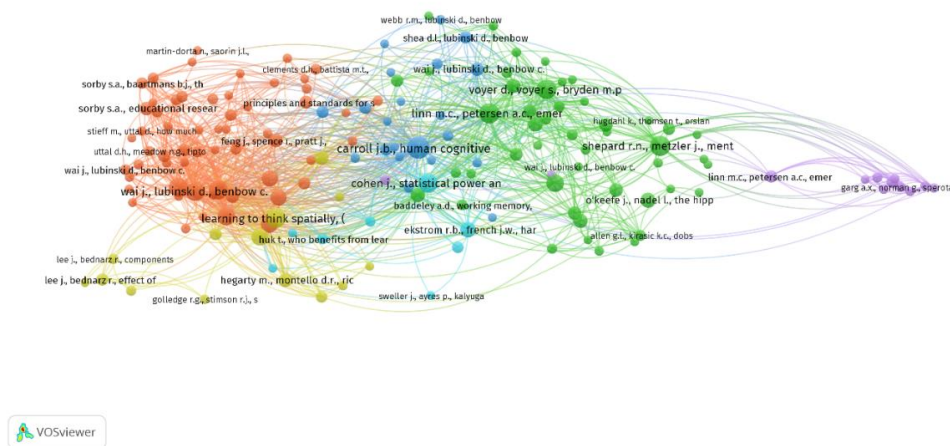 webb r.m., lubinski d., benbow
shea d.l., lubinski d., benbow
martin-dorta n., saorin j.l.,
clements d.h., battista m.t.,
wai j., lubinski d., benbow c.
sorby s.a., baartmans b.j., th
voyer d., voyer s., bryden m.p
principles and standards for s
sorby s.a., educational resear
linn m.c., petersen a.c., emer
hugdahl k., thomsen t., ersian
stieff m., uttal d., how much
feng j., spence i., pratt j.,
carroll j.b., human cognitive
shepard r.n., metzler j., ment
uttal d.h., meadow n.g., tipto
wai j., lubinski d., benbow c.
wai j., lubinski d., benbow c.
linn m.c., petersen a.c., emer
cohen j., statistical power an
garg a.x., norman g., sperota
wai j., lubinski d., benbow c.
o'keefe j., nadel l., the hipp
baddeley a.d., working memory,
learning to think spatially, (
ekstrom r.b., french j.w., har
allen g.l., kirasic k.c., dobs
huk t., who benefits from lear
lee j., bednarz r., components
lee j., bednarz r., effect of
hegarty m., montello d.r., ric
golledge r.g., stimson r.j., s
sweller j., ayres p., kalyuga
VOSviewer